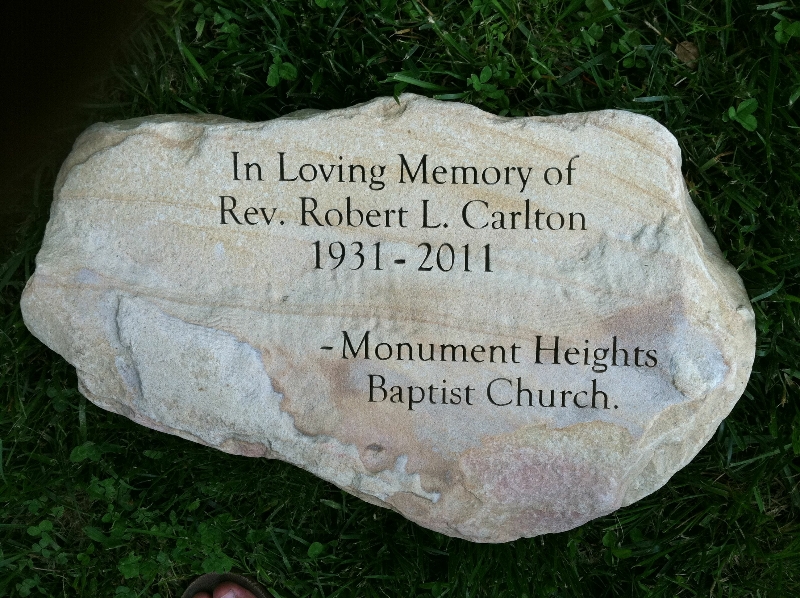 In Loving Memory of
Rev. Robert L. Carlton
1931 - 2011
- Monument Heights
Baptist Church.